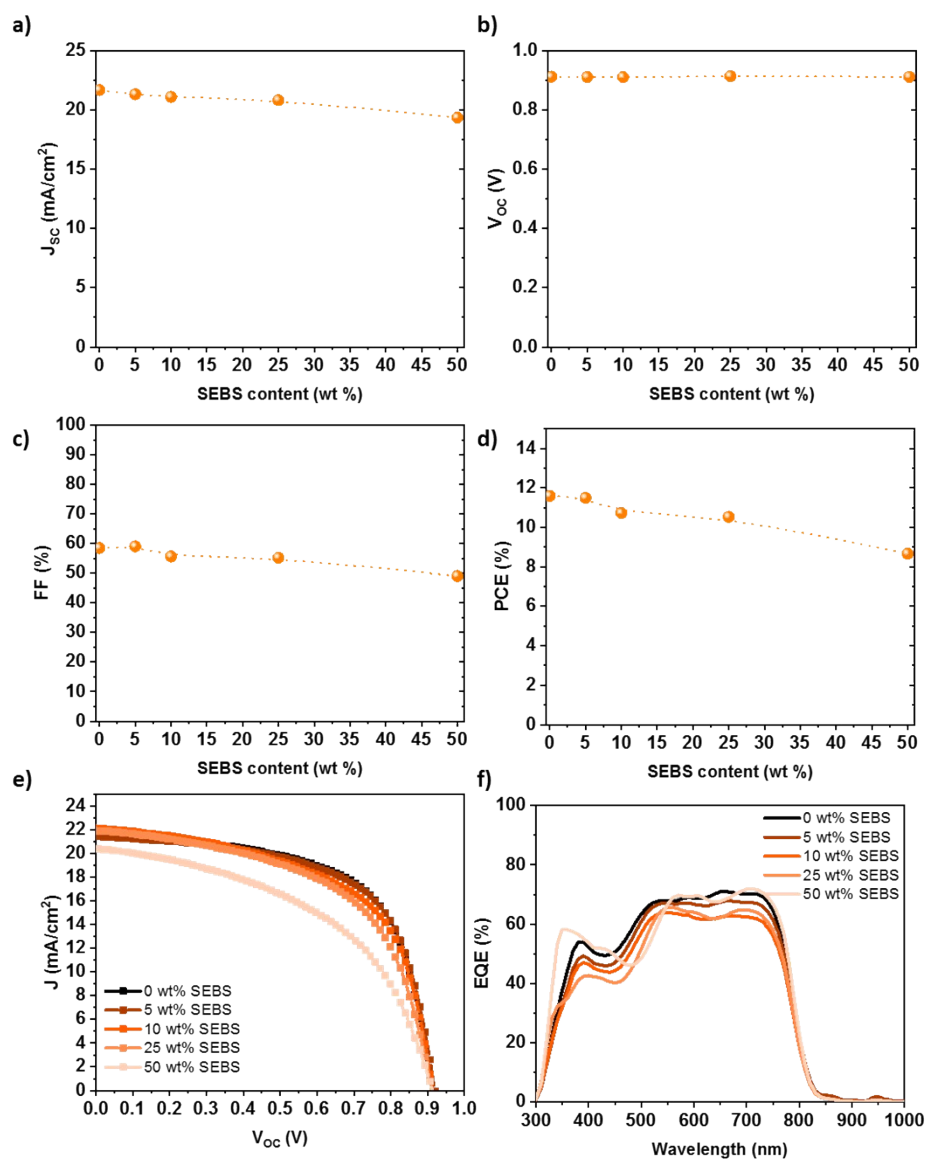 a)
25
20
15
10
5
0
J_SC (mA/cm²)
0 5 10 15 20 25 30 35 40 45 50
SEBS content (wt %)
b)
1.0
0.8
0.6
0.4
0.2
0.0
V_OC (V)
0 5 10 15 20 25 30 35 40 45 50
SEBS content (wt %)
c)
100
90
80
70
60
50
40
30
20
10
0
FF (%)
0 5 10 15 20 25 30 35 40 45 50
SEBS content (wt %)
d)
14
12
10
8
6
4
2
0
PCE (%)
0 5 10 15 20 25 30 35 40 45 50
SEBS content (wt %)
e)
24
22
20
18
16
14
12
10
8
6
4
2
0
J (mA/cm²)
0 wt% SEBS
5 wt% SEBS
10 wt% SEBS
25 wt% SEBS
50 wt% SEBS
0.0 0.1 0.2 0.3 0.4 0.5 0.6 0.7 0.8 0.9 1.0
V_OC (V)
f)
100
80
60
40
20
0
EQE (%)
0 wt% SEBS
5 wt% SEBS
10 wt% SEBS
25 wt% SEBS
50 wt% SEBS
300 400 500 600 700 800 900 1000
Wavelength (nm)